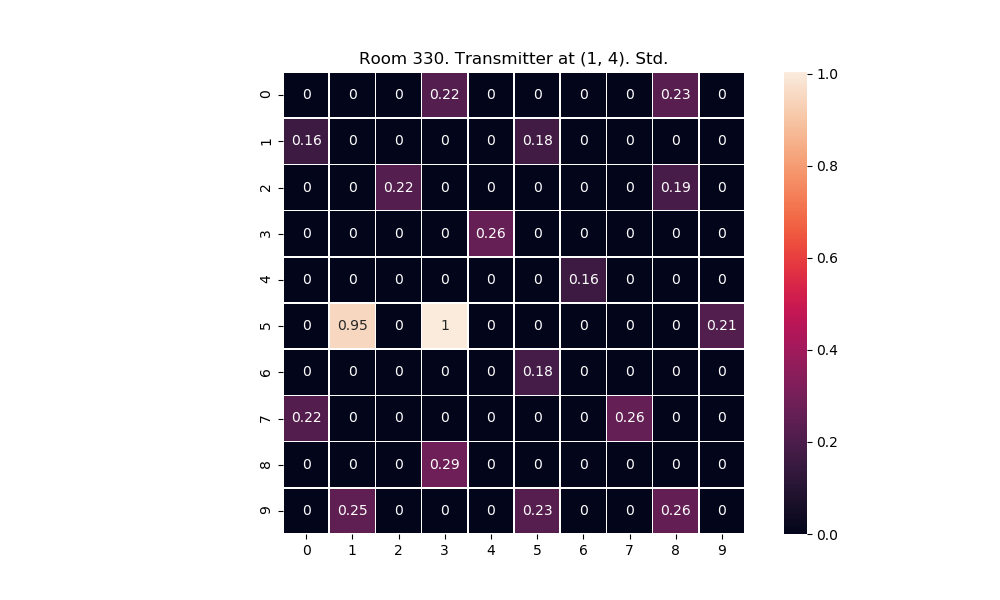 Room 330. Transmitter at (1, 4). Std.
0 0 0 0 0.22 0 0 0 0 0.23 0
1 0.16 0 0 0 0 0.18 0 0 0 0
2 0 0 0.22 0 0 0 0 0 0.19 0
3 0 0 0 0 0.26 0 0 0 0 0
4 0 0 0 0 0 0 0.16 0 0 0
5 0 0.95 0 1 0 0 0 0 0 0.21
6 0 0 0 0 0 0.18 0 0 0 0
7 0.22 0 0 0 0 0 0 0.26 0 0
8 0 0 0 0.29 0 0 0 0 0 0
9 0 0.25 0 0 0 0.23 0 0 0.26 0
0 1 2 3 4 5 6 7 8 9
1.0
0.8
0.6
0.4
0.2
0.0